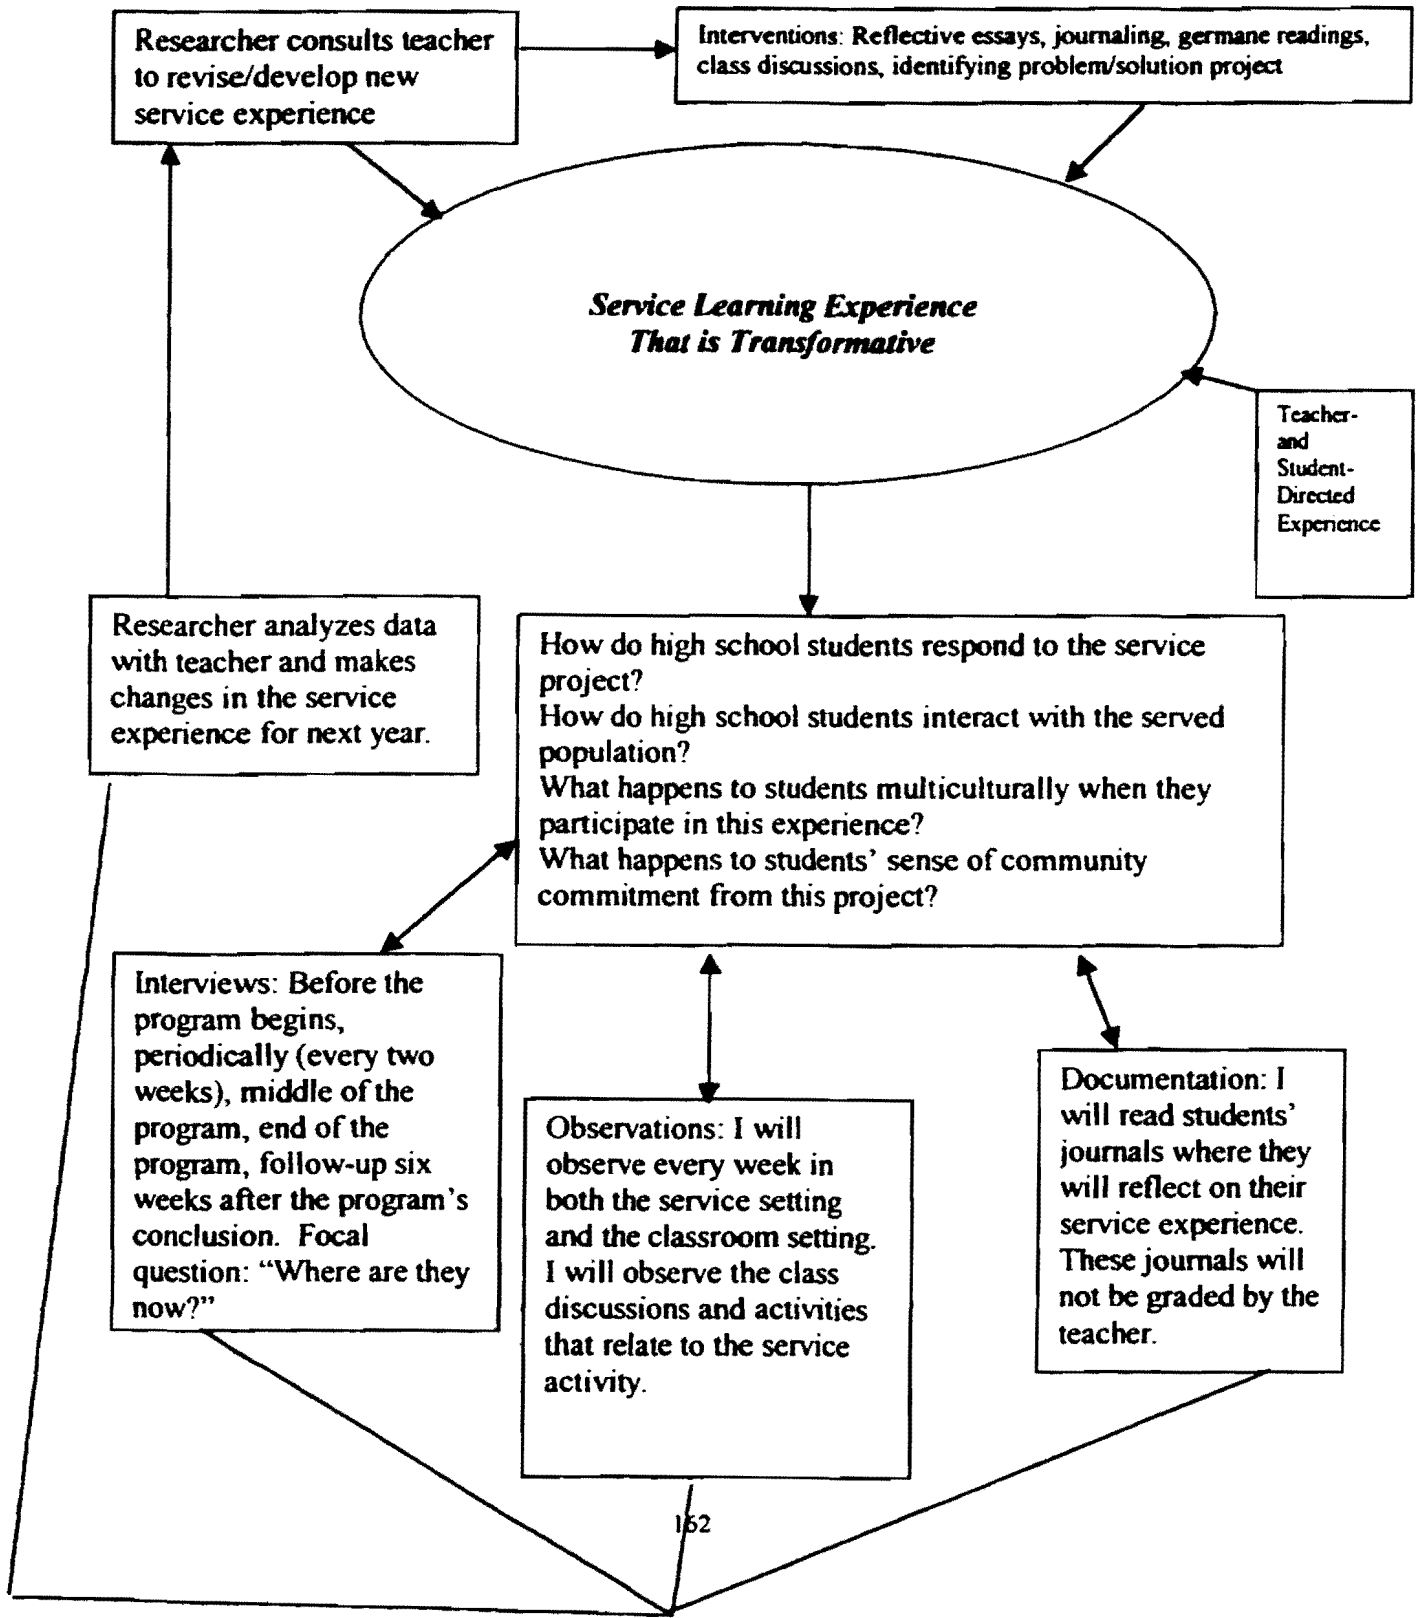 Researcher consults teacher
to revise/develop new
service experience
Interventions: Reflective essays, journaling, germane readings,
class discussions, identifying problem/solution project
Service Learning Experience
That is Transformative
Teacher-
and
Student-
Directed
Experience
Researcher analyzes data
with teacher and makes
changes in the service
experience for next year.
How do high school students respond to the service
project?
How do high school students interact with the served
population?
What happens to students multiculturally when they
participate in this experience?
What happens to students’ sense of community
commitment from this project?
Interviews: Before the
program begins,
periodically (every two
weeks), middle of the
program, end of the
program, follow-up six
weeks after the program’s
conclusion. Focal
question: “Where are they
now?”
Observations: I will
observe every week in
both the service setting
and the classroom setting.
I will observe the class
discussions and activities
that relate to the service
activity.
Documentation: I
will read students’
journals where they
will reflect on their
service experience.
These journals will
not be graded by the
teacher.
162